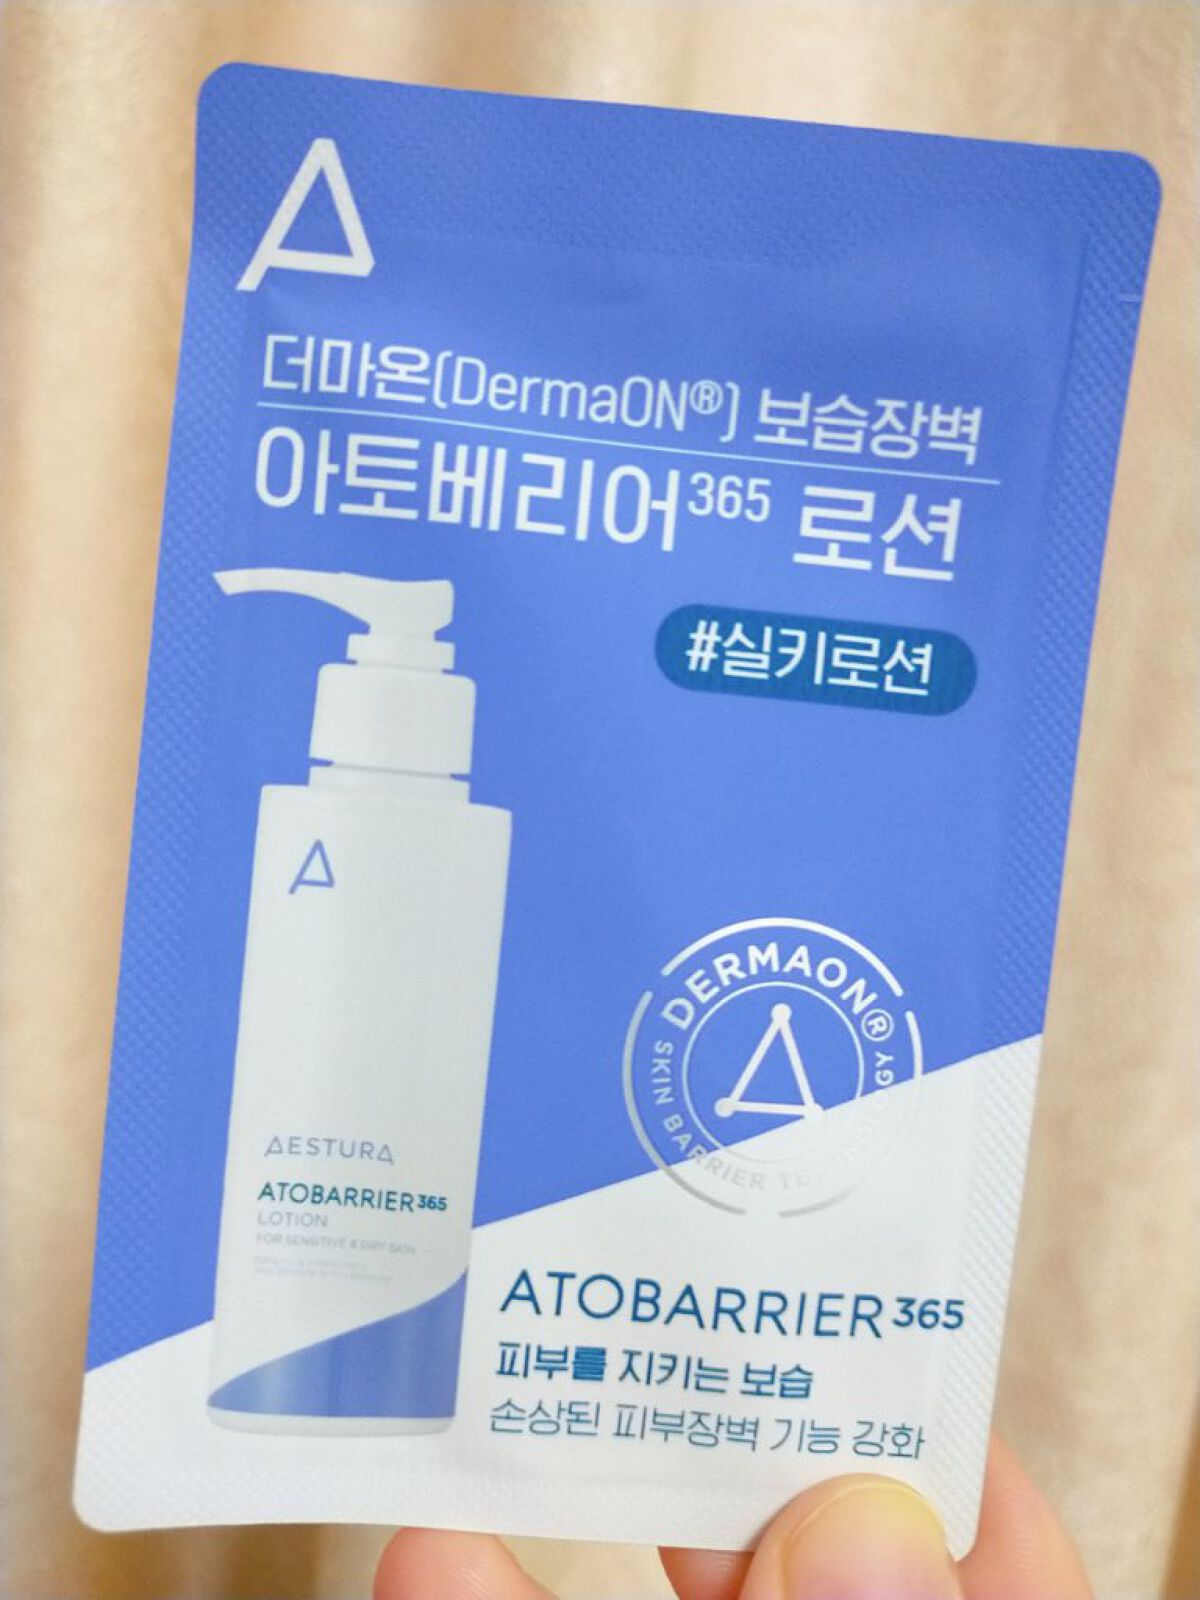 더마온(DermaON®) 보습장벽
아토베리어365 로션
#실키로션
AESTURA
ATOBARRIER365
LOTION
FOR SENSITIVE & DRY SKIN
DERMAON®
SKIN BARRIER
ATOBARRIER365
피부를 지키는 보습
손상된 피부장벽 기능 강화